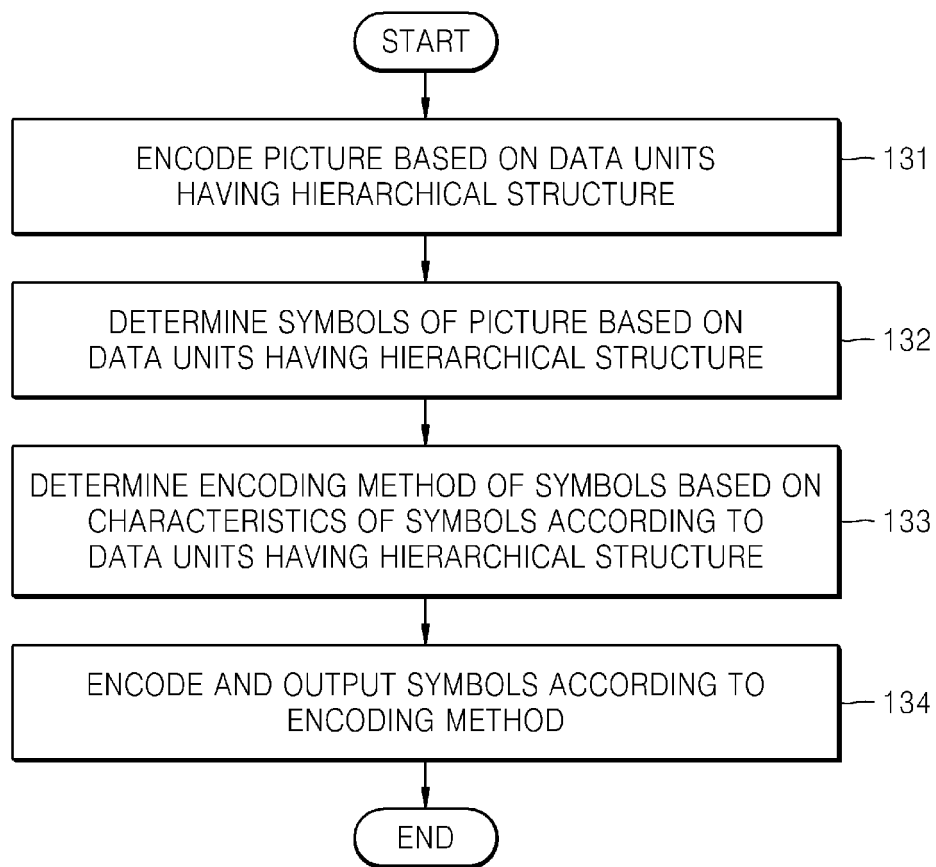 START
ENCODE PICTURE BASED ON DATA UNITS
HAVING HIERARCHICAL STRUCTURE
131
DETERMINE SYMBOLS OF PICTURE BASED ON
DATA UNITS HAVING HIERARCHICAL STRUCTURE
132
DETERMINE ENCODING METHOD OF SYMBOLS BASED ON
CHARACTERISTICS OF SYMBOLS ACCORDING TO
DATA UNITS HAVING HIERARCHICAL STRUCTURE
133
ENCODE AND OUTPUT SYMBOLS ACCORDING TO
ENCODING METHOD
134
END